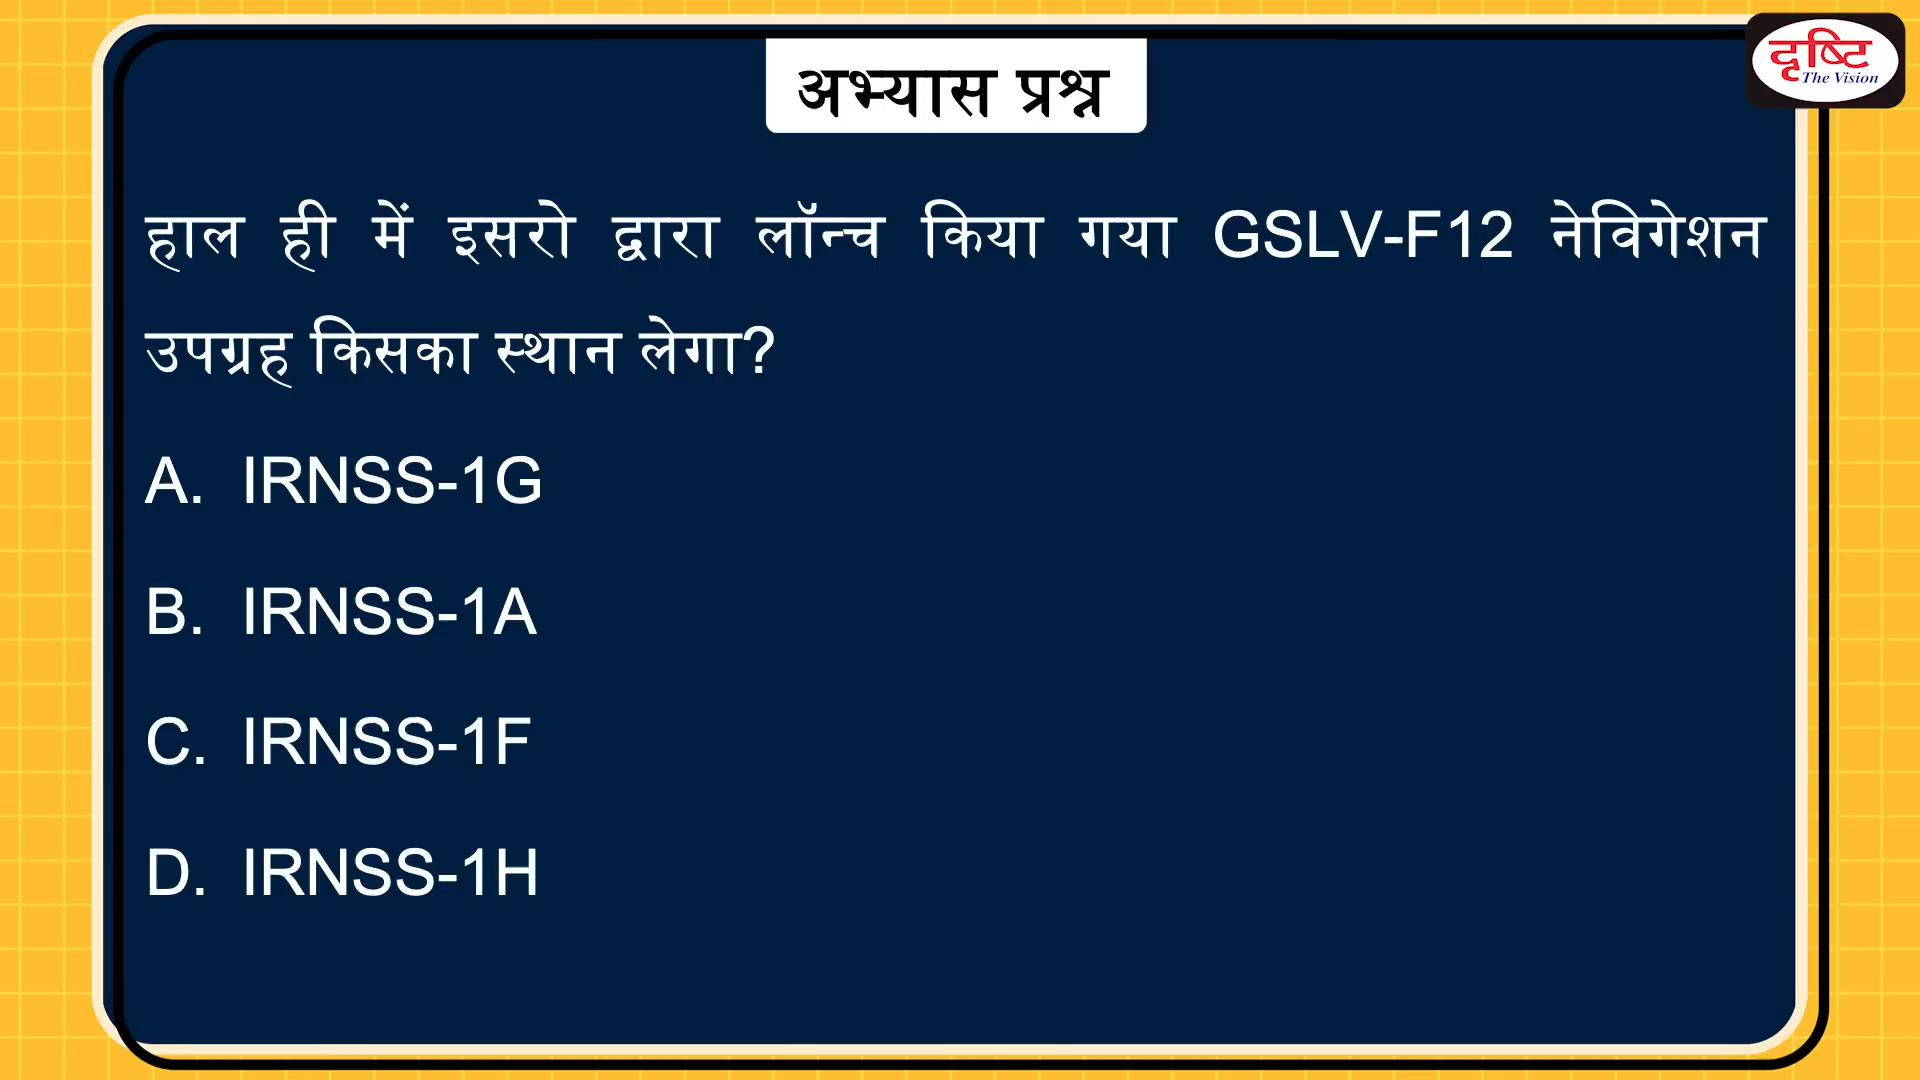 दृष्टि
The Vision
अभ्यास प्रश्न
हाल ही में इसरो द्वारा लॉन्च किया गया GSLV-F12 नेविगेशन
उपग्रह किसका स्थान लेगा?
A. IRNSS-1G
B. IRNSS-1A
C. IRNSS-1F
D. IRNSS-1H